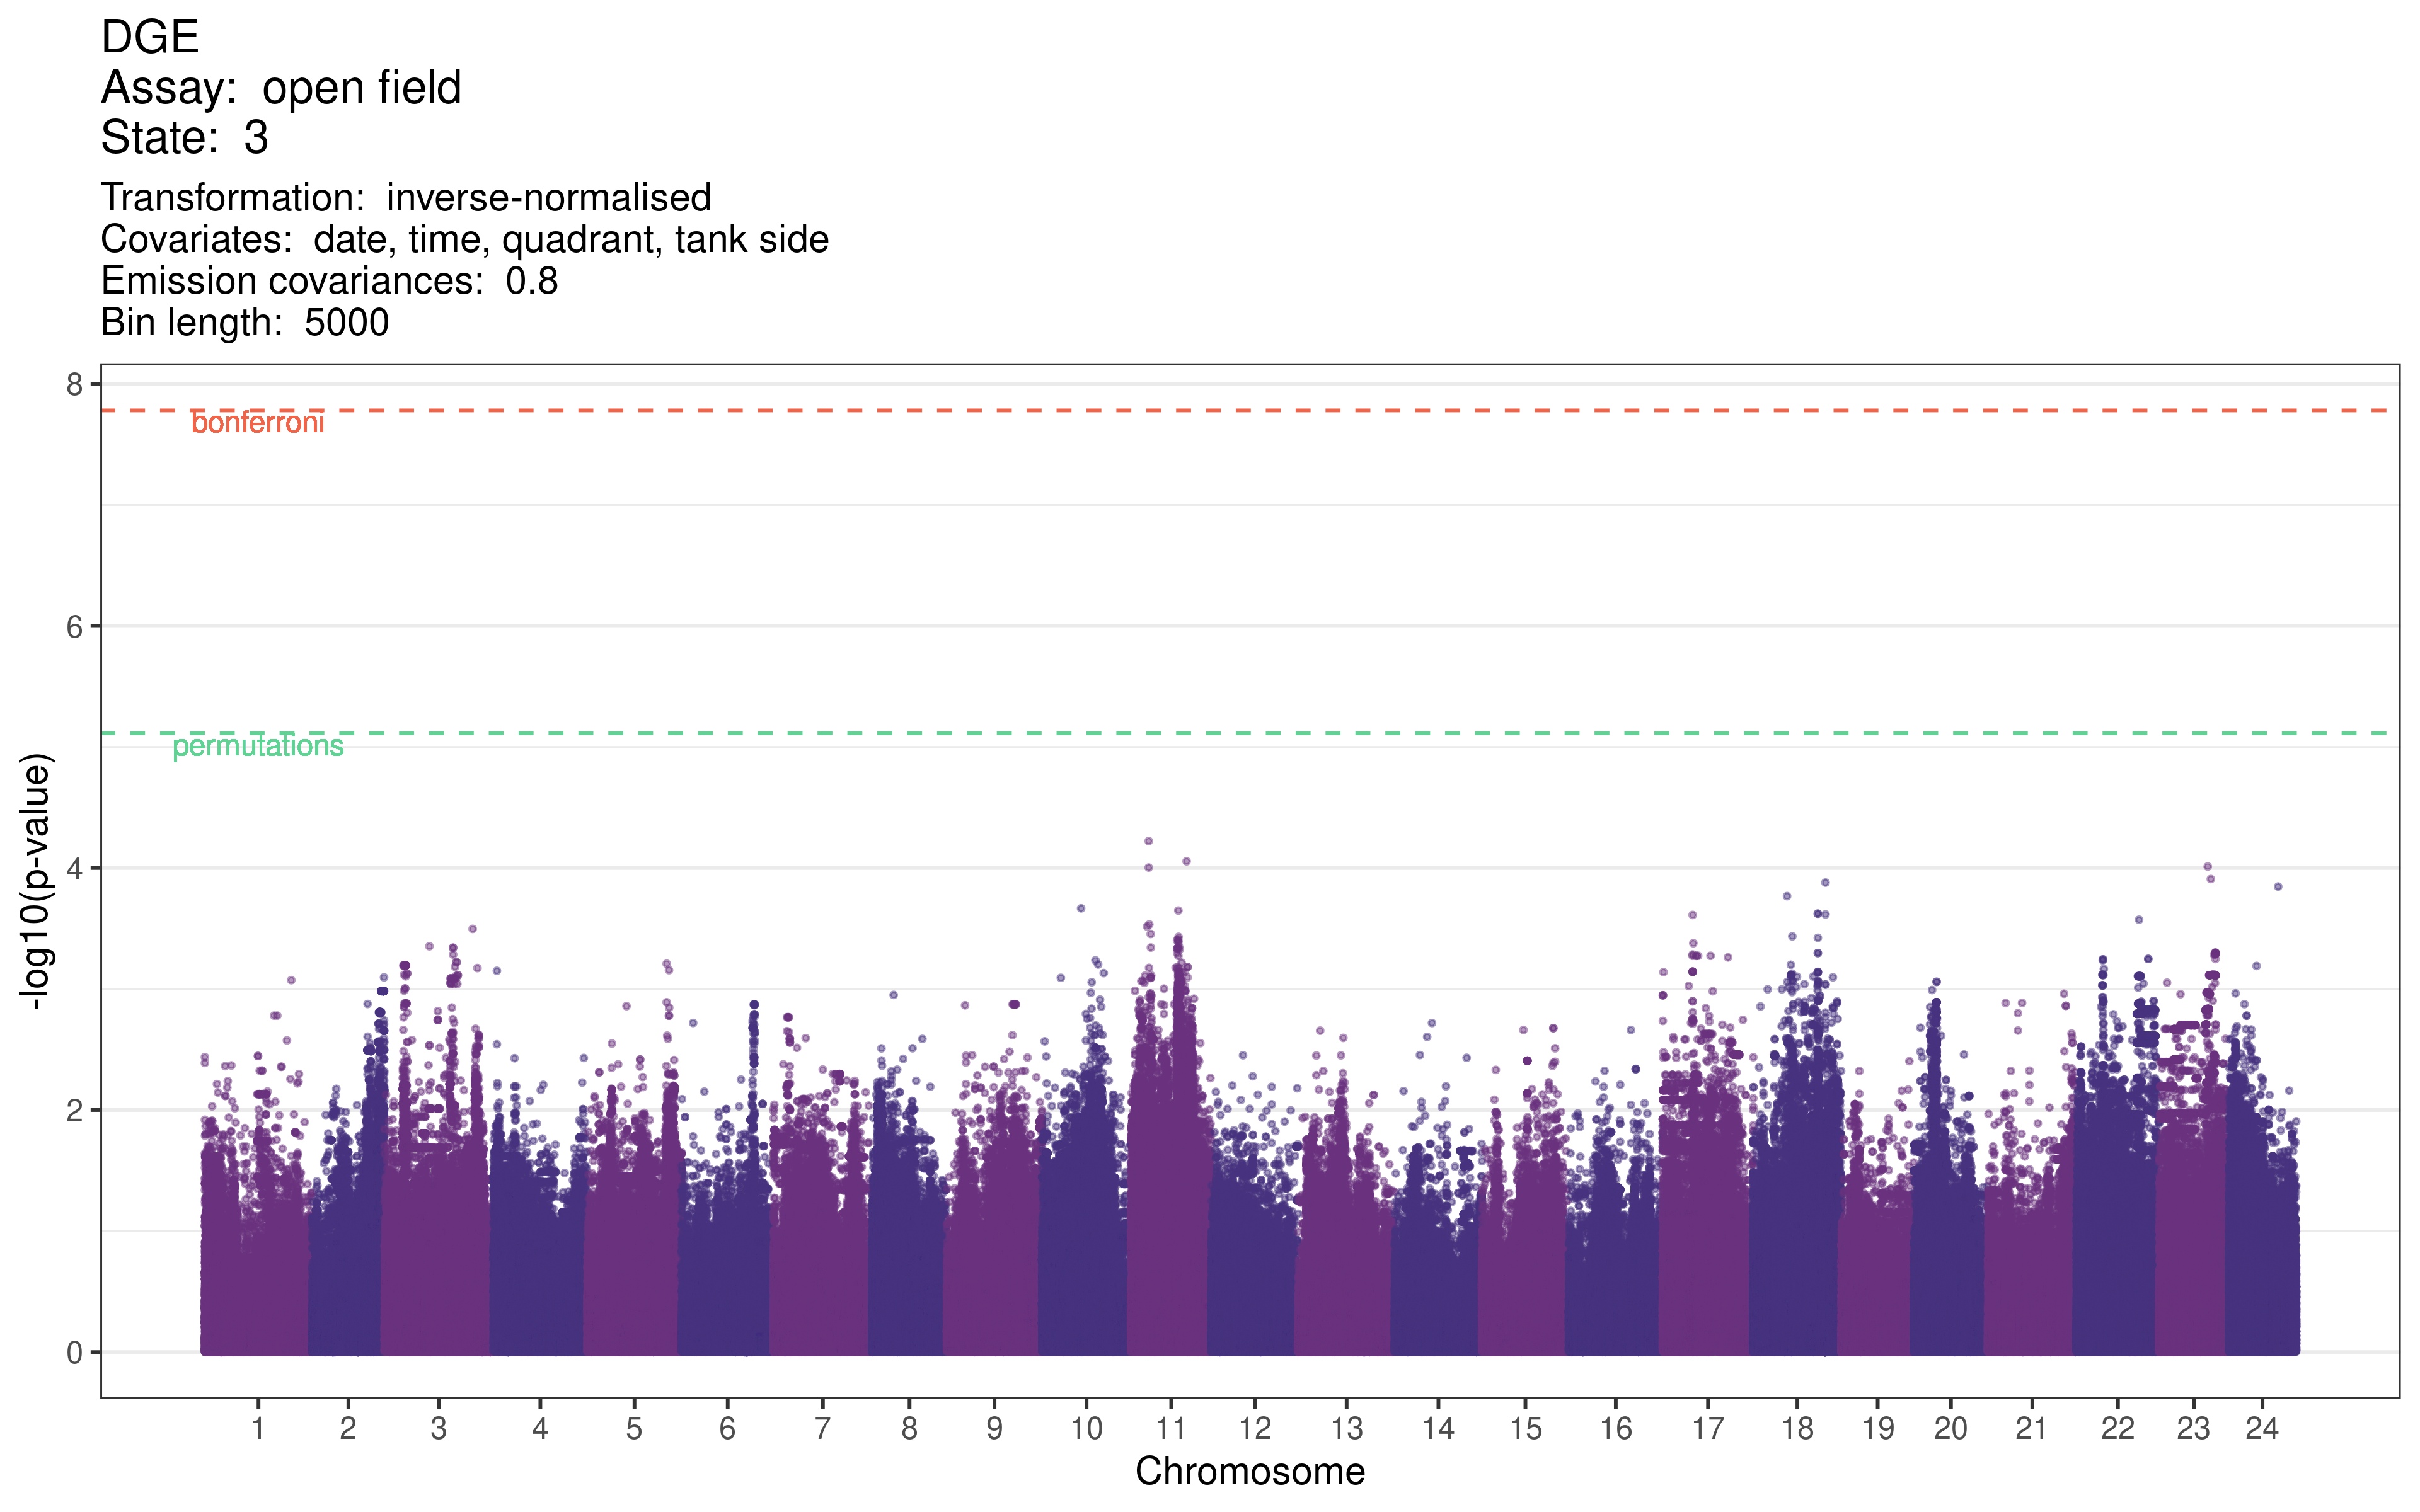 DGE
Assay:  open field
State:  3
Transformation:  inverse-normalised
Covariates:  date, time, quadrant, tank side
Emission covariances:  0.8
Bin length:  5000
8
bonferroni
6
permutations
4
2
0
-log10(p-value)
1 2 3 4 5 6 7 8 9 10 11 12 13 14 15 16 17 18 19 20 21 22 23 24
Chromosome